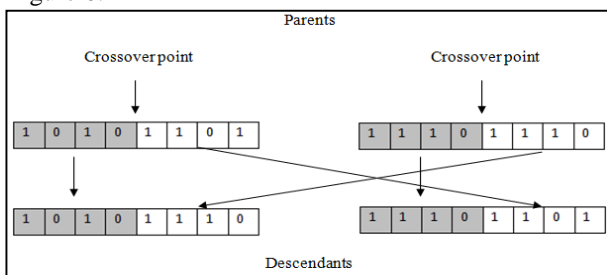 Parents
Crossover point Crossover point
1 0 1 0 1 1 0 1 1 1 1 0 1 1 1 0
1 0 1 0 1 1 1 0 1 1 1 0 1 1 0 1
Descendants